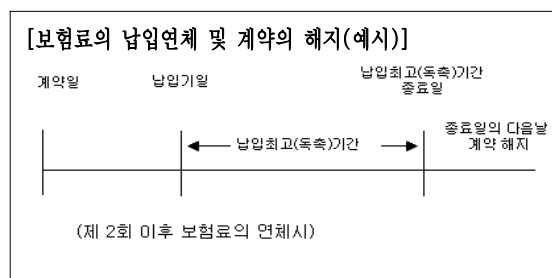 [보험료의 납입연체 및 계약의 해지(예시)]
계약일
납입기일
납입최고(독촉)기간
종료일
납입최고(독촉)기간
종료일의 다음날
계약 해지
(제 2회 이후 보험료의 연체시)